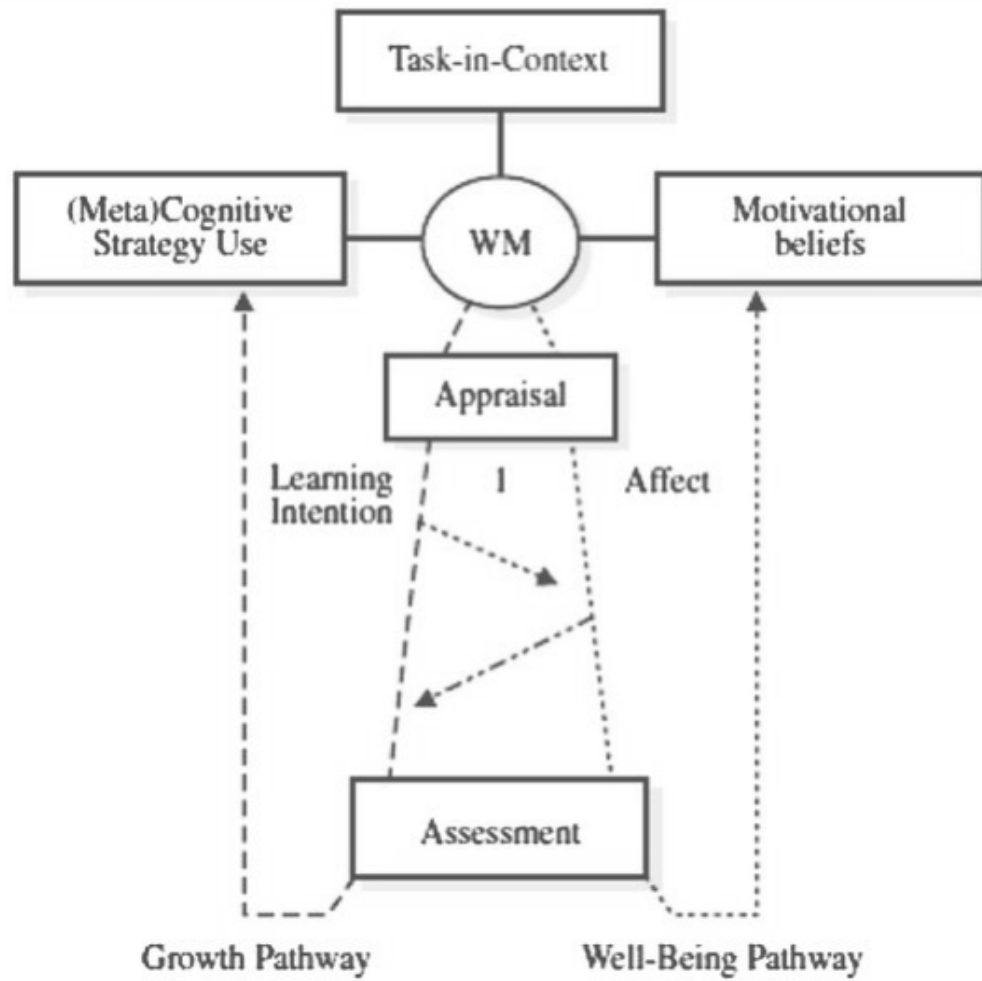 Task-in-Context
(Meta)Cognitive
Strategy Use
WM
Motivational
beliefs
Appraisal
Learning
Intention
1
Affect
Assessment
Growth Pathway
Well-Being Pathway